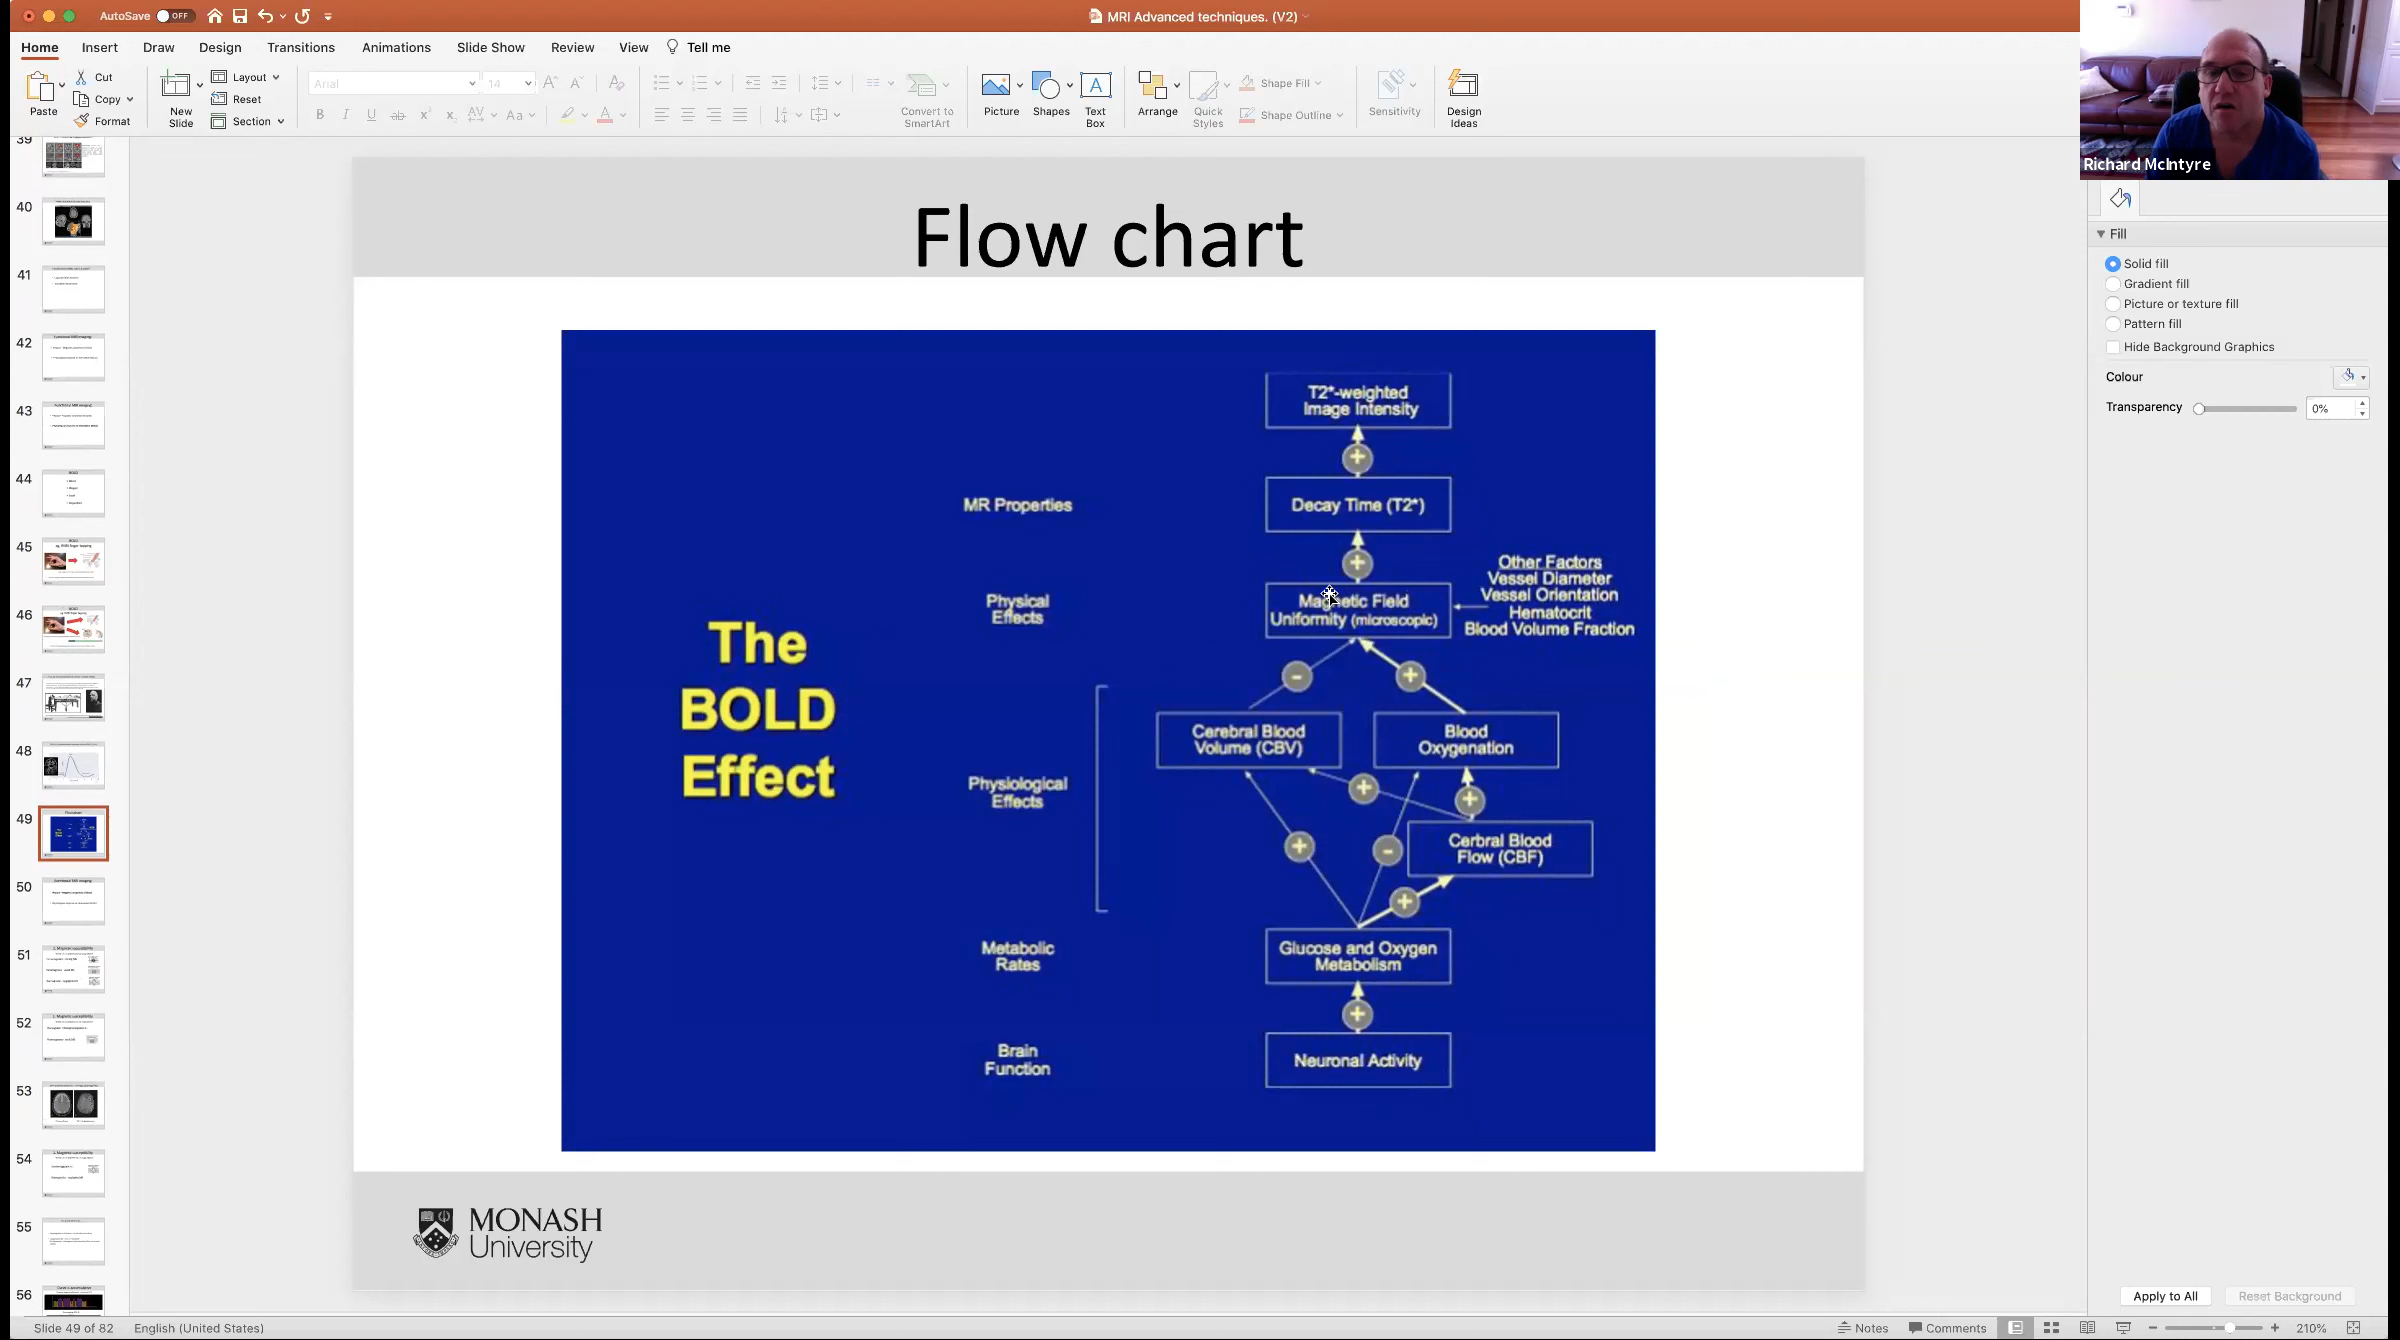 AutoSave OFF
MRI Advanced techniques. (V2)
Home Insert Draw Design Transitions Animations Slide Show Review View Tell me
Paste
Cut
Copy
Format
New
Slide
Layout
Reset
Section
Arial 14
Convert to
SmartArt
Picture
Shapes
Text
Box
Arrange
Quick
Styles
Shape Fill
Shape Outline
Sensitivity
Design
Ideas
Richard McIntyre
39
40
41
42
43
44
45
46
47
48
49
50
51
52
53
54
55
56
Flow chart
The
BOLD
Effect
MR Properties
Physical
Effects
Physiological
Effects
Metabolic
Rates
Brain
Function
T2*-weighted
Image Intensity
+
Decay Time (T2*)
+
Magnetic Field
Uniformity (microscopic)
Other Factors
Vessel Diameter
Vessel Orientation
Hematocrit
Blood Volume Fraction
- +
Cerebral Blood
Volume (CBV)
Blood
Oxygenation
+ +
Cerbral Blood
Flow (CBF)
+ -
+
Glucose and Oxygen
Metabolism
+
Neuronal Activity
MONASH
University
Fill
Solid fill
Gradient fill
Picture or texture fill
Pattern fill
Hide Background Graphics
Colour
Transparency 0%
Apply to All Reset Background
Slide 49 of 82 English (United States)
Notes Comments 210%